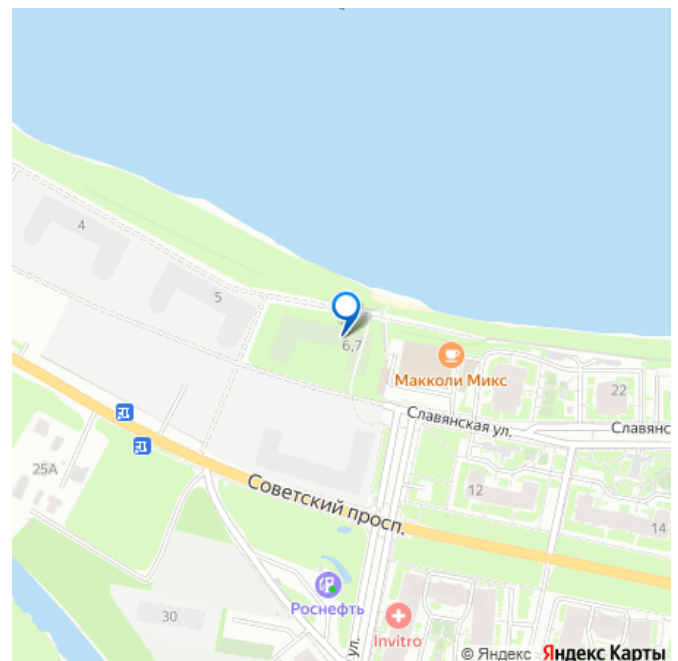 4
5
6,7
Макколи Микс
22
Славянская ул.
Славянс
25А
Советский просп.
12
14
30
Роснефть
Invitro
ул.
© Яндекс Яндекс Карты